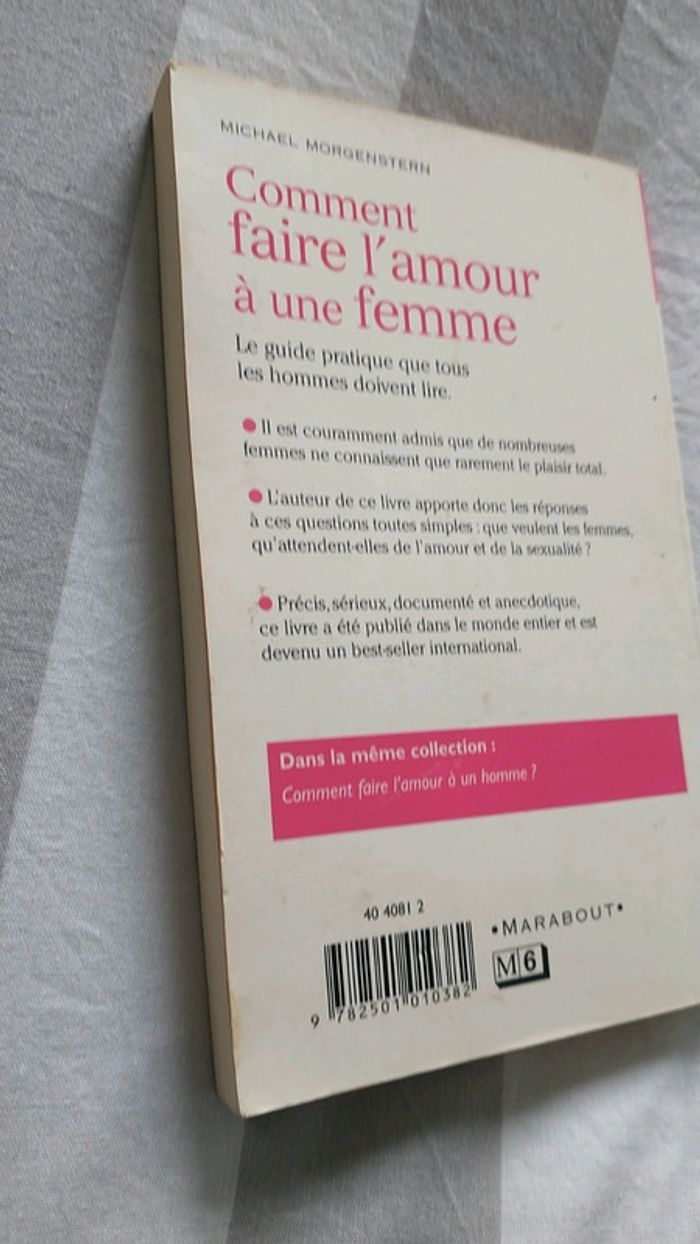 MICHAEL MORGENSTERN
Comment
faire l'amour
à une femme
Le guide pratique que tous
les hommes doivent lire.
● Il est couramment admis que de nombreuses
femmes ne connaissent que rarement le plaisir total.
● L'auteur de ce livre apporte donc les réponses
à ces questions toutes simples : que veulent les femmes,
qu'attendent-elles de l'amour et de la sexualité ?
● Précis, sérieux, documenté et anecdotique,
ce livre a été publié dans le monde entier et est
devenu un best-seller international.
Dans la même collection :
Comment faire l'amour à un homme ?
40 4081 2
•MARABOUT•
M6
9 782501 010382